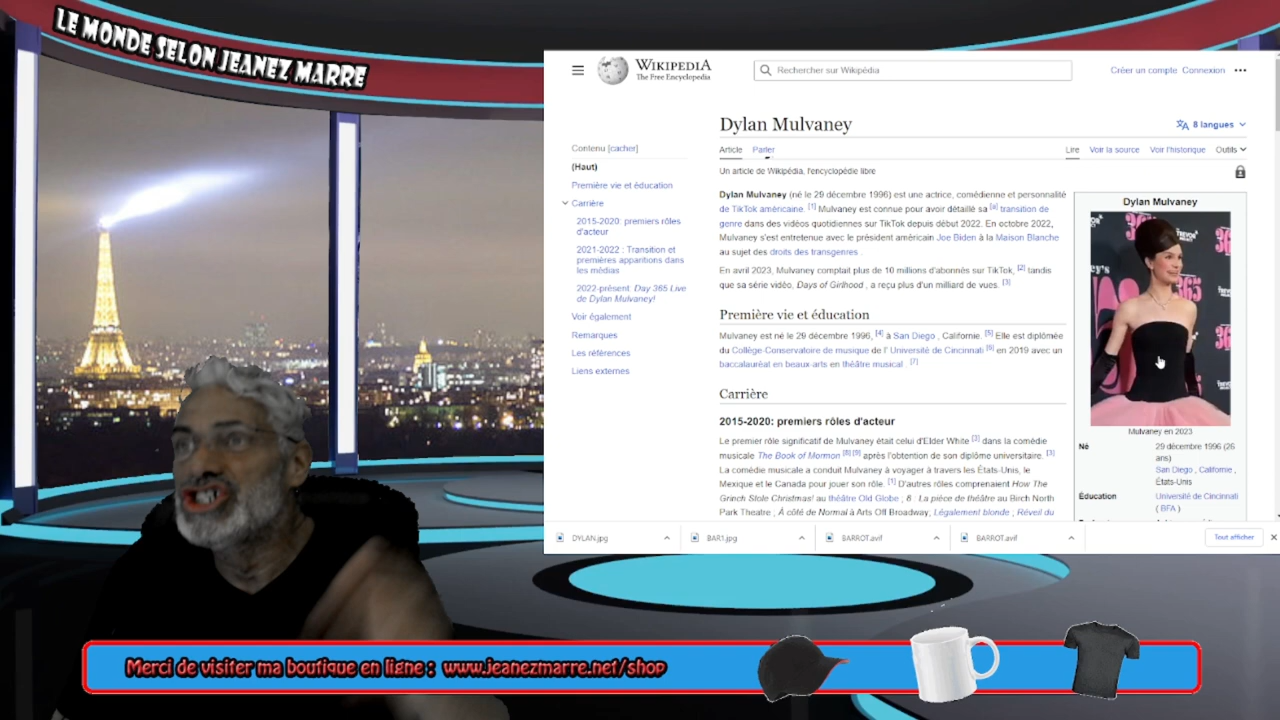 LE MONDE SELON JEANEZ MARRE
WIKIPEDIA
The Free Encyclopedia
Rechercher sur Wikipédia
Créer un compte Connexion
Dylan Mulvaney
8 langues
Contenu [cacher]
(Haut)
Première vie et éducation
Carrière
2015-2020: premiers rôles
d'acteur
2021-2022 : Transition et
premières apparitions dans
les médias
2022-présent: Day 365 Live
de Dylan Mulvaney!
Voir également
Remarques
Les références
Liens externes
Article Parler
Lire Voir la source Voir l'historique Outils
Un article de Wikipédia, l'encyclopédie libre
Dylan Mulvaney (né le 29 décembre 1996) est une actrice, comédienne et personnalité
de TikTok américaine. [1] Mulvaney est connue pour avoir détaillé sa [a] transition de
genre dans des vidéos quotidiennes sur TikTok depuis début 2022. En octobre 2022,
Mulvaney s'est entretenue avec le président américain Joe Biden à la Maison Blanche
au sujet des droits des transgenres .
En avril 2023, Mulvaney comptait plus de 10 millions d'abonnés sur TikTok, [2] tandis
que sa série vidéo, Days of Girlhood , a reçu plus d'un milliard de vues. [3]
Première vie et éducation
Mulvaney est né le 29 décembre 1996, [4] à San Diego , Californie. [5] Elle est diplômée
du Collège-Conservatoire de musique de l' Université de Cincinnati [6] en 2019 avec un
baccalauréat en beaux-arts en théâtre musical . [7]
Carrière
2015-2020: premiers rôles d'acteur
Le premier rôle significatif de Mulvaney était celui d'Elder White [3] dans la comédie
musicale The Book of Mormon [8] [9] après l'obtention de son diplôme universitaire. [3]
La comédie musicale a conduit Mulvaney à voyager à travers les États-Unis, le
Mexique et le Canada pour jouer son rôle. [1] D'autres rôles comprenaient How The
Grinch Stole Christmas! au théâtre Old Globe , 8 : La pièce de théâtre au Birch North
Park Theatre , À côté de Normal à Arts Off Broadway; Légalement blonde ; Réveil du
Dylan Mulvaney
365
Mulvaney en 2023
Né 29 décembre 1996 (26
ans)
San Diego , Californie ,
États-Unis
Éducation Université de Cincinnati
( BFA )
DYLAN.jpg
BAR1.jpg
BARROT.avif
BARROT.avif
Tout afficher
Merci de visiter ma boutique en ligne : www.jeanezmarre.net/shop